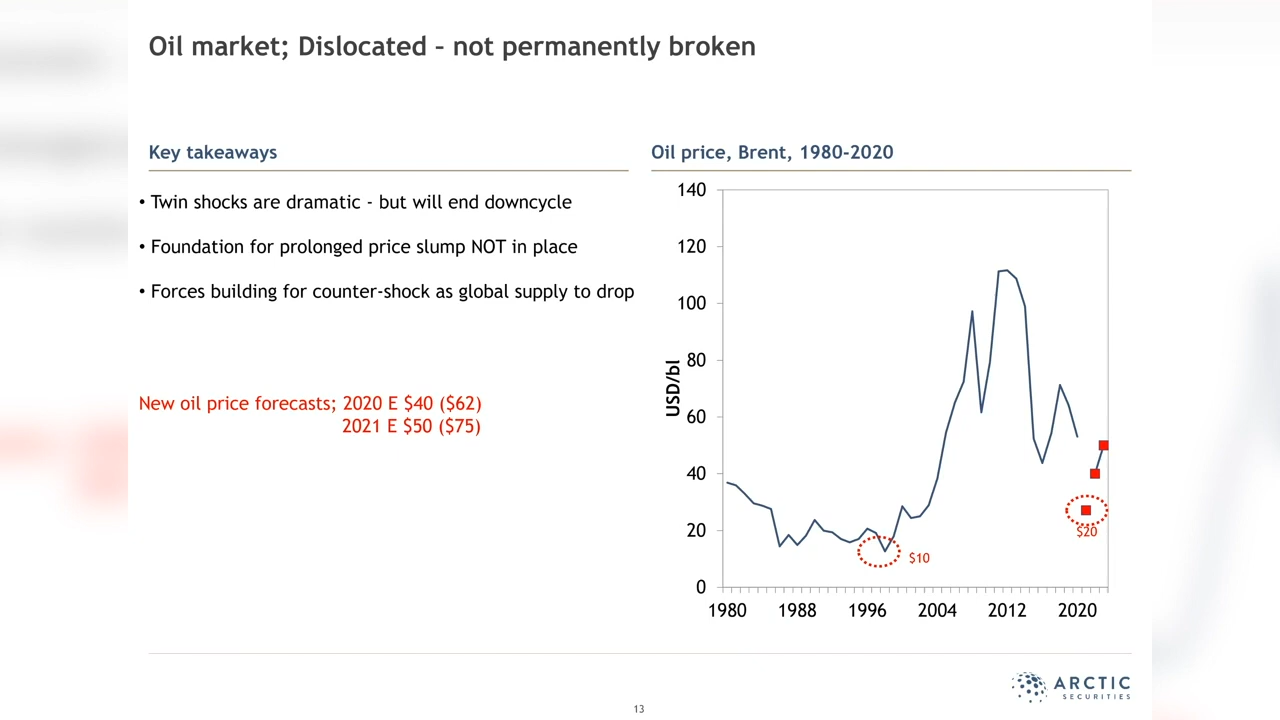 Oil market; Dislocated – not permanently broken
Key takeaways
• Twin shocks are dramatic - but will end downcycle
• Foundation for prolonged price slump NOT in place
• Forces building for counter-shock as global supply to drop
New oil price forecasts; 2020 E $40 ($62)
2021 E $50 ($75)
Oil price, Brent, 1980-2020
140
120
100
80
60
40
20
0
USD/bl
$10
$20
1980 1988 1996 2004 2012 2020
ARCTIC
SECURITIES
13